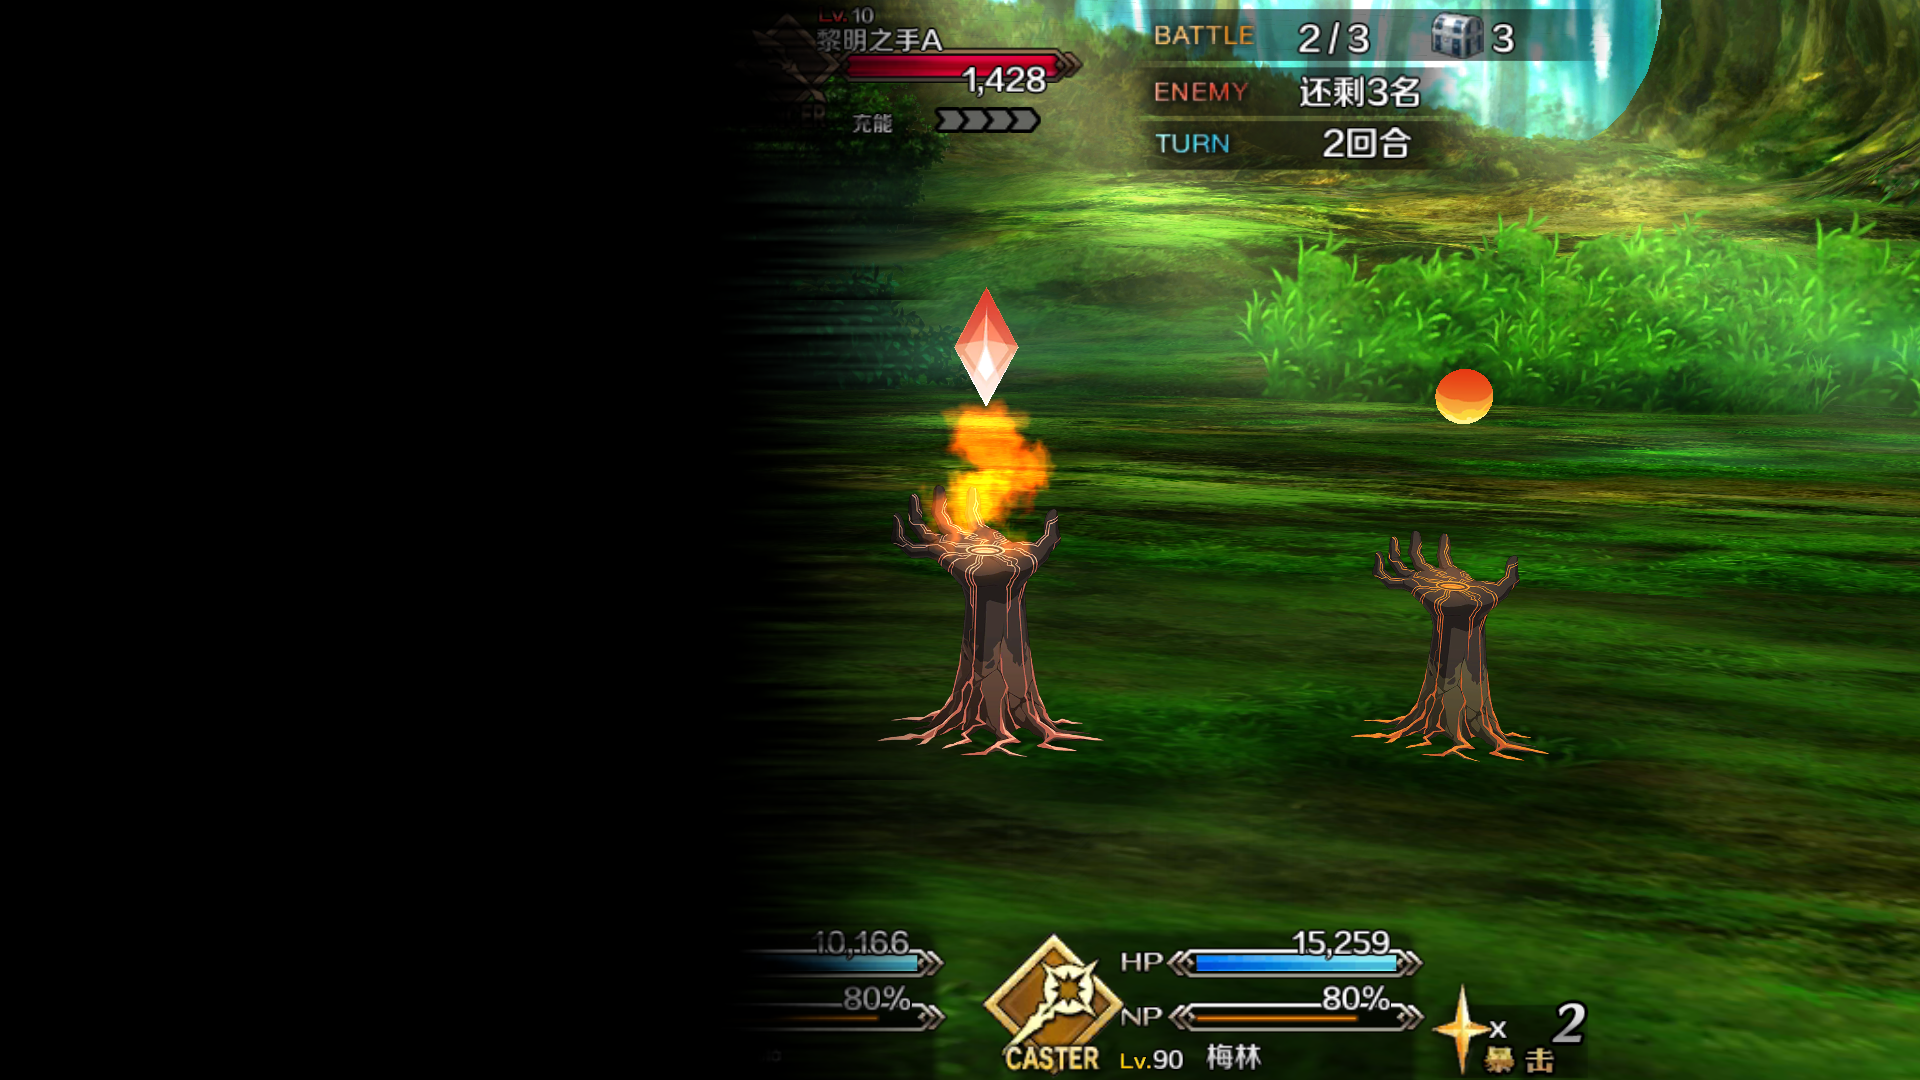 Lv.10
黎明之手A
1,428
充能
BATTLE 2/3 3
ENEMY 还剩3名
TURN 2回合
10,166
80%
HP 15,259
NP 80%
CASTER Lv.90 梅林
x 2
暴击